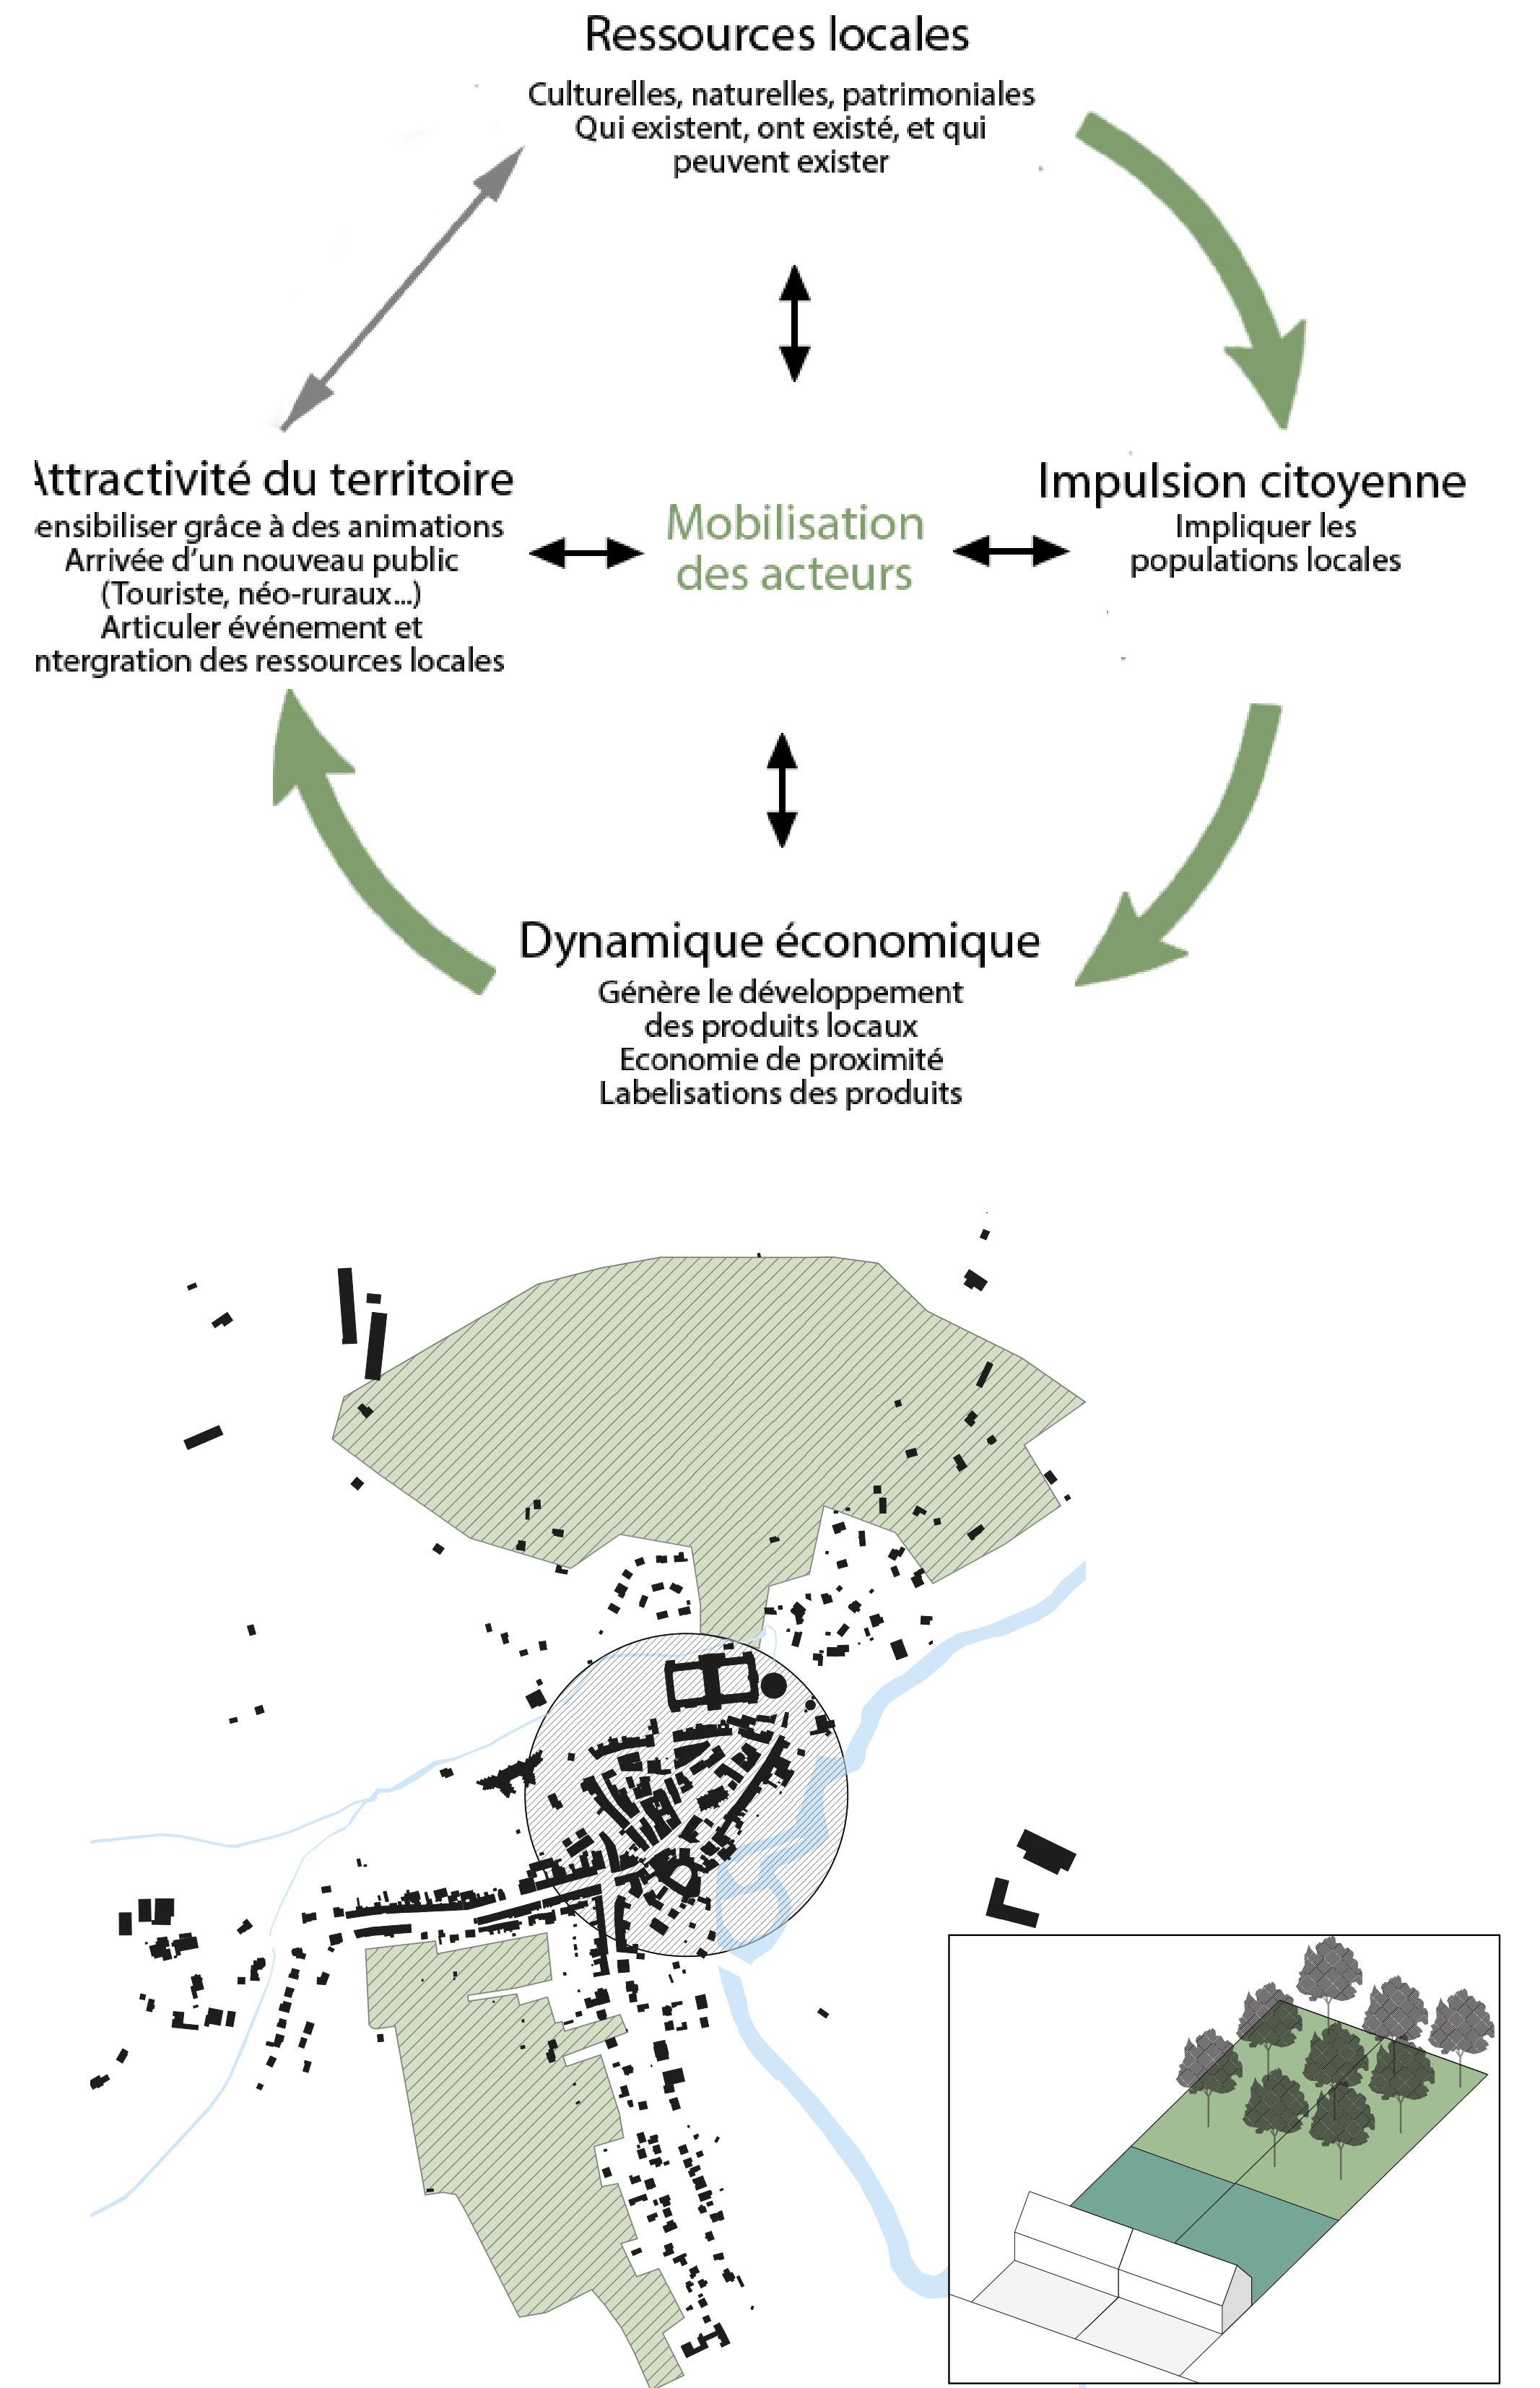 Ressources locales
Culturelles, naturelles, patrimoniales
Qui existent, ont existé, et qui
peuvent exister
Attractivité du territoire
ensibiliser grâce à des animations
Arrivée d'un nouveau public
(Touriste, néo-ruraux...)
Articuler événement et
ntergration des ressources locales
Mobilisation
des acteurs
Impulsion citoyenne
Impliquer les
populations locales
Dynamique économique
Génère le développement
des produits locaux
Economie de proximité
Labelisations des produits